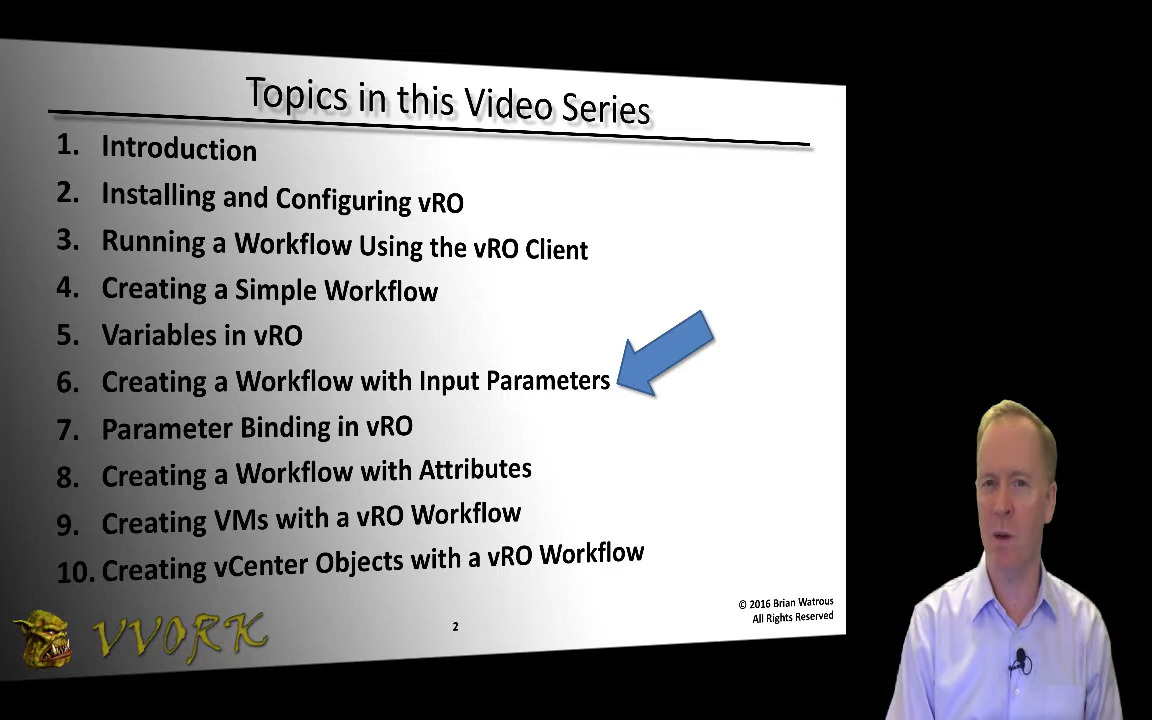 Topics in this Video Series
1. Introduction
2. Installing and Configuring vRO
3. Running a Workflow Using the vRO Client
4. Creating a Simple Workflow
5. Variables in vRO
6. Creating a Workflow with Input Parameters
7. Parameter Binding in vRO
8. Creating a Workflow with Attributes
9. Creating VMs with a vRO Workflow
10. Creating vCenter Objects with a vRO Workflow
© 2016 Brian Watrous
All Rights Reserved
VVORK
2